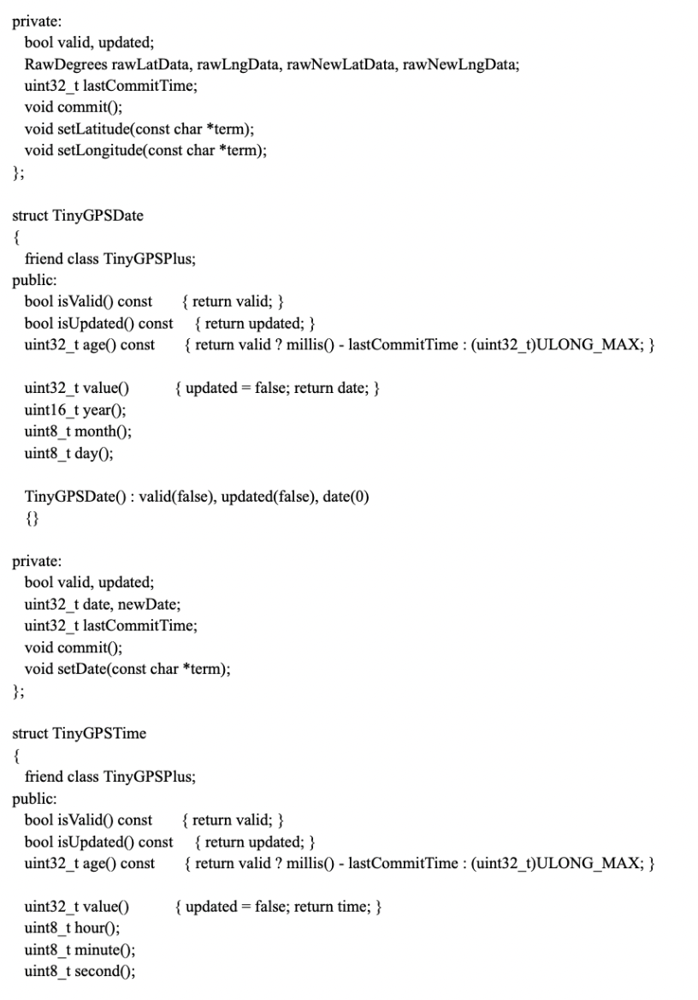 private:
  bool valid, updated;
  RawDegrees rawLatData, rawLngData, rawNewLatData, rawNewLngData;
  uint32_t lastCommitTime;
  void commit();
  void setLatitude(const char *term);
  void setLongitude(const char *term);
};

struct TinyGPSDate
{
  friend class TinyGPSPlus;
public:
  bool isValid() const       { return valid; }
  bool isUpdated() const     { return updated; }
  uint32_t age() const       { return valid ? millis() - lastCommitTime : (uint32_t)ULONG_MAX; }

  uint32_t value()           { updated = false; return date; }
  uint16_t year();
  uint8_t month();
  uint8_t day();

  TinyGPSDate() : valid(false), updated(false), date(0)
  {}

private:
  bool valid, updated;
  uint32_t date, newDate;
  uint32_t lastCommitTime;
  void commit();
  void setDate(const char *term);
};

struct TinyGPSTime
{
  friend class TinyGPSPlus;
public:
  bool isValid() const       { return valid; }
  bool isUpdated() const     { return updated; }
  uint32_t age() const       { return valid ? millis() - lastCommitTime : (uint32_t)ULONG_MAX; }

  uint32_t value()           { updated = false; return time; }
  uint8_t hour();
  uint8_t minute();
  uint8_t second();